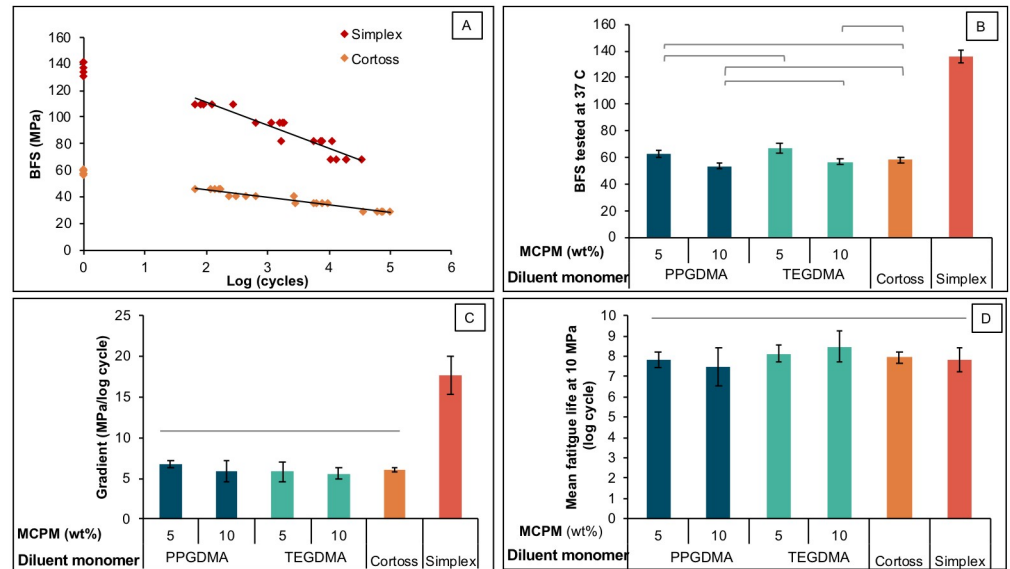 A
Simplex
Cortoss
BFS (MPa)
160
140
120
100
80
60
40
20
0
0 1 2 3 4 5 6
Log (cycles)
B
BFS tested at 37 C
160
140
120
100
80
60
40
20
0
MCPM (wt%) 5 10 5 10
Diluent monomer PPGDMA TEGDMA Cortoss Simplex
C
Gradient (MPa/log cycle)
25
20
15
10
5
0
MCPM (wt%) 5 10 5 10
Diluent monomer PPGDMA TEGDMA Cortoss Simplex
D
Mean fatitgue life at 10 MPa
(log cycle)
10
9
8
7
6
5
4
3
2
1
0
MCPM (wt%) 5 10 5 10
Diluent monomer PPGDMA TEGDMA Cortoss Simplex